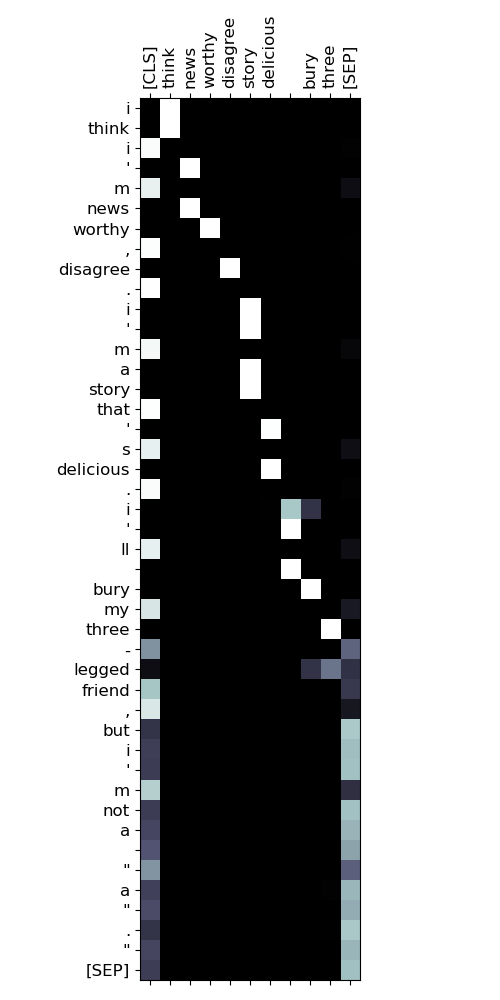 [CLS]
think
news
worthy
disagree
story
delicious
bury
three
[SEP]
i
think
i
'
m
news
worthy
,
disagree
.
i
'
m
a
story
that
'
s
delicious
.
i
'
ll
bury
my
three
-
legged
friend
,
but
i
'
m
not
a
"
a
"
.
"
[SEP]